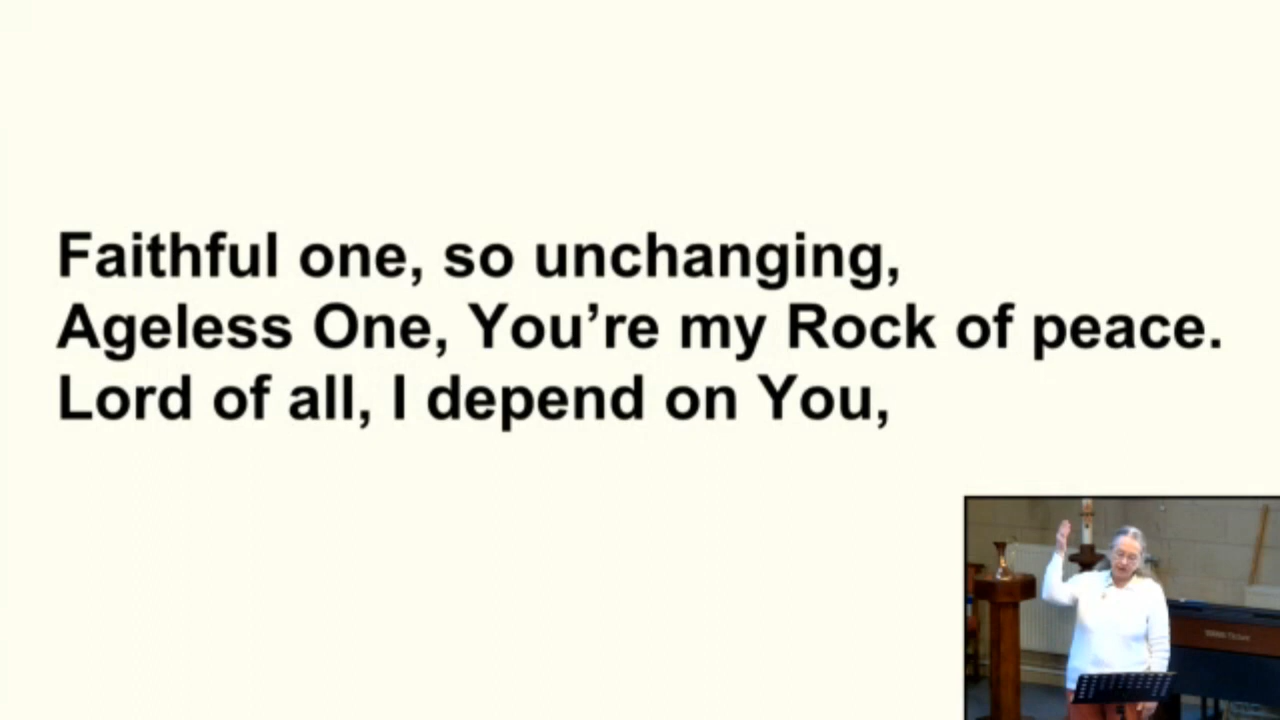 Faithful one, so unchanging,
Ageless One, You’re my Rock of peace.
Lord of all, I depend on You,